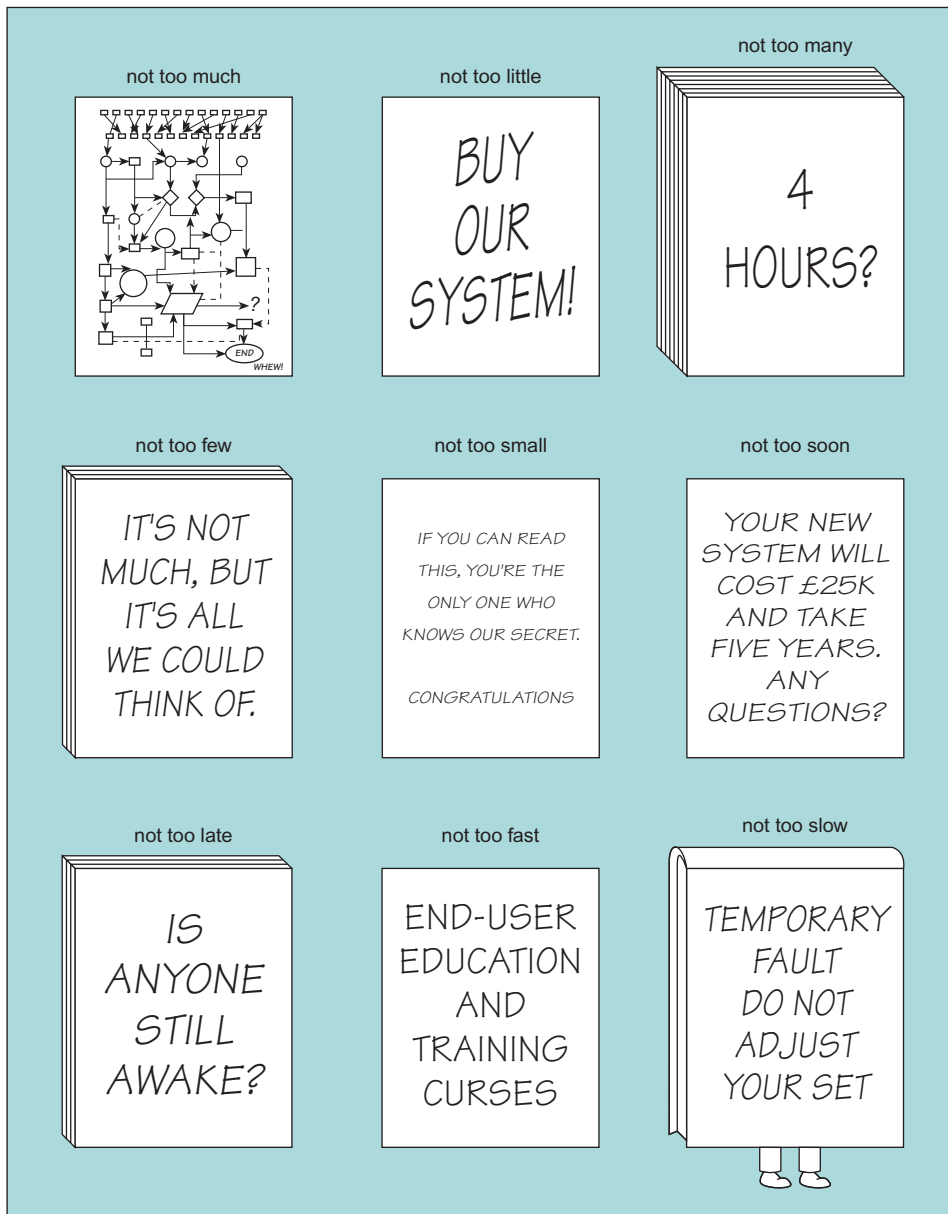 not too much
?
END
WHEW!
not too little
BUY
OUR
SYSTEM!
not too many
4
HOURS?
not too few
IT'S NOT
MUCH, BUT
IT'S ALL
WE COULD
THINK OF.
not too small
IF YOU CAN READ
THIS, YOU'RE THE
ONLY ONE WHO
KNOWS OUR SECRET.
CONGRATULATIONS
not too soon
YOUR NEW
SYSTEM WILL
COST £25K
AND TAKE
FIVE YEARS.
ANY
QUESTIONS?
not too late
IS
ANYONE
STILL
AWAKE?
not too fast
END-USER
EDUCATION
AND
TRAINING
CURSES
not too slow
TEMPORARY
FAULT
DO NOT
ADJUST
YOUR SET